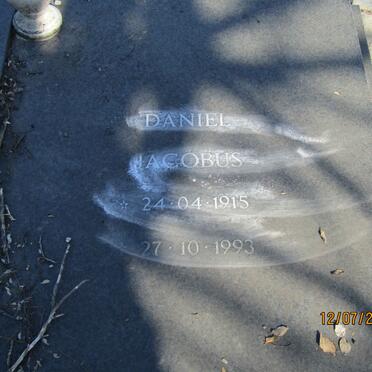 DANIEL
JACOBUS
* 24·04·1915
27·10·1993
12/07/2